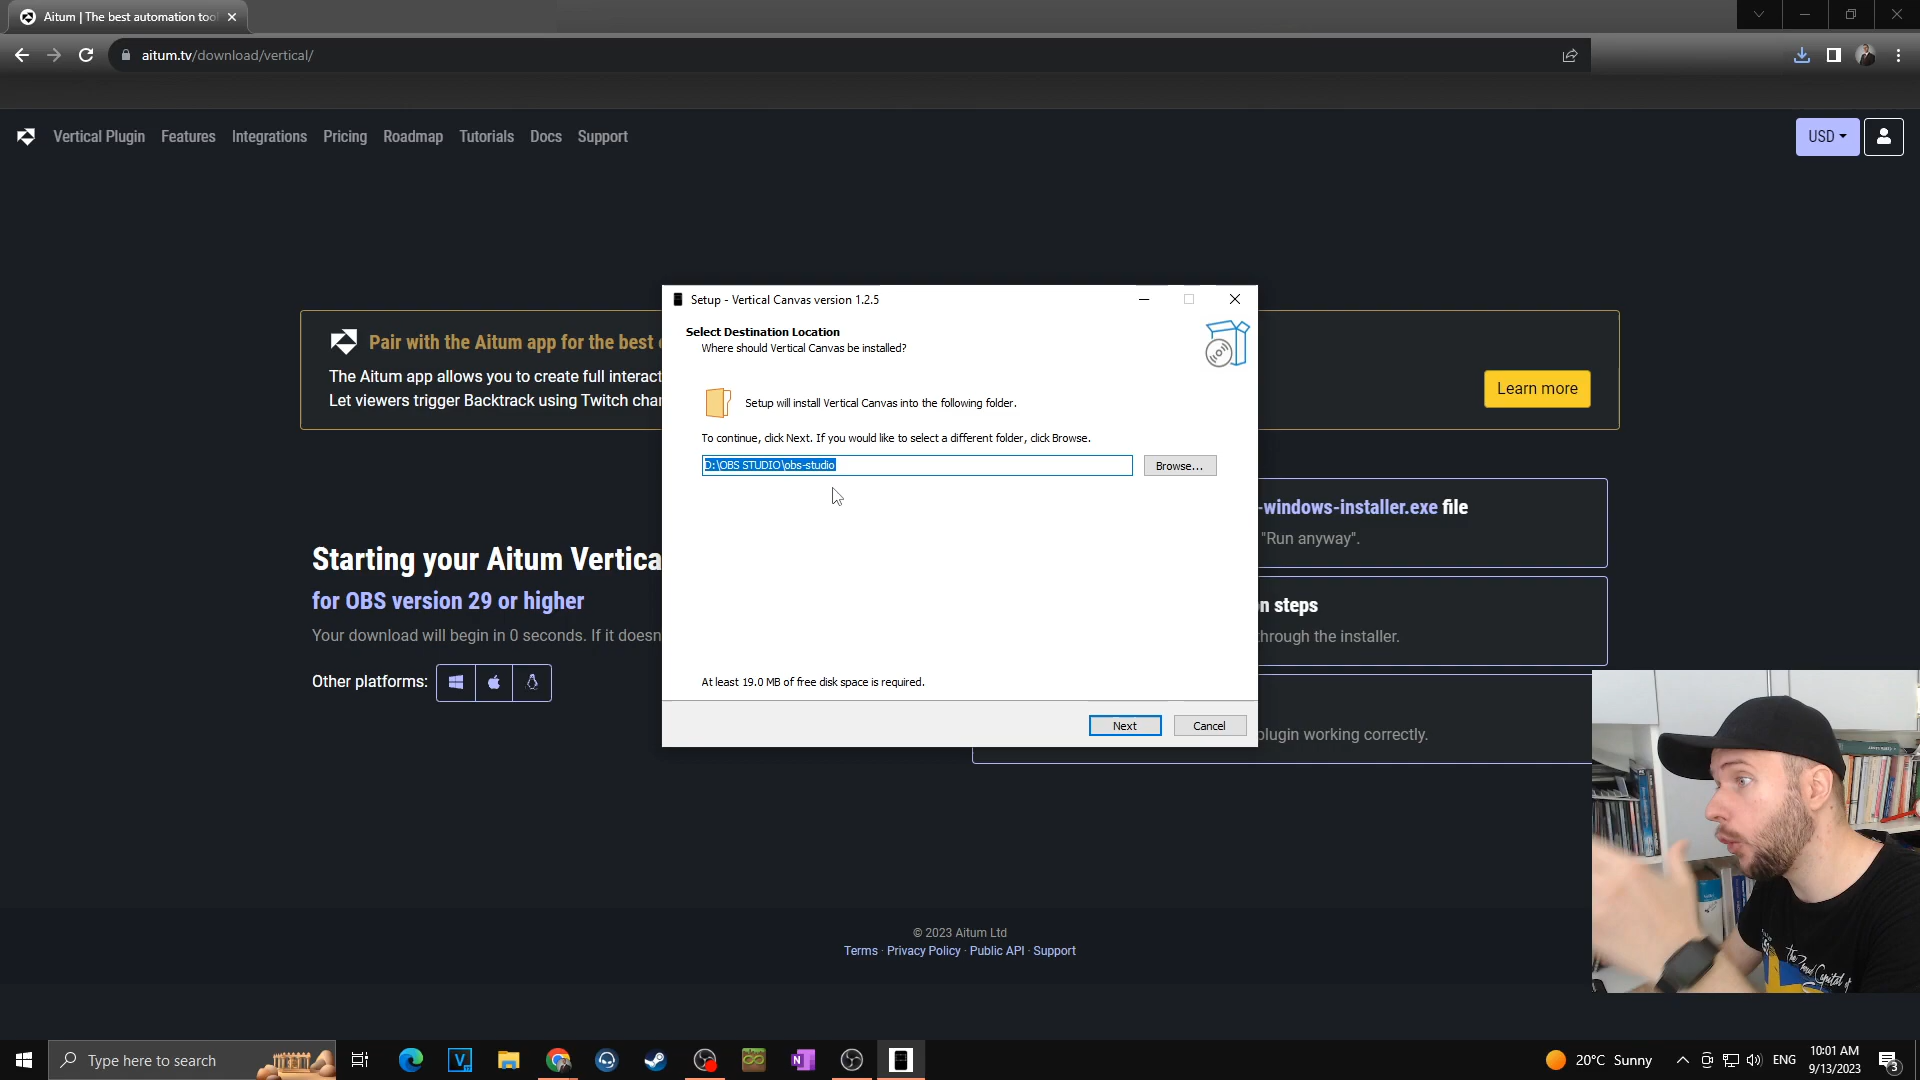 Aitum | The best automation too
aitum.tv/download/vertical/
Vertical Plugin Features Integrations Pricing Roadmap Tutorials Docs Support
USD
Setup - Vertical Canvas version 1.2.5
Select Destination Location
Where should Vertical Canvas be installed?
Setup will install Vertical Canvas into the following folder.
To continue, click Next. If you would like to select a different folder, click Browse.
D:\OBS STUDIO\obs-studio
Browse...
At least 19.0 MB of free disk space is required.
Next Cancel
Pair with the Aitum app for the best
The Aitum app allows you to create full interact
Let viewers trigger Backtrack using Twitch cha
Learn more
Starting your Aitum Vertica
for OBS version 29 or higher
Your download will begin in 0 seconds. If it doesn
Other platforms:
-windows-installer.exe file
"Run anyway".
n steps
through the installer.
plugin working correctly.
© 2023 Aitum Ltd
Terms · Privacy Policy · Public API · Support
Type here to search
20°C Sunny
ENG
10:01 AM
9/13/2023
3